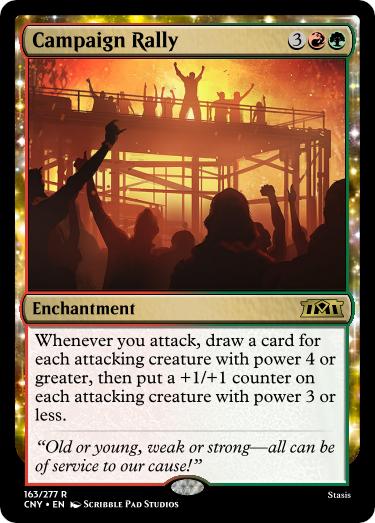 Campaign Rally 3
Enchantment
Whenever you attack, draw a card for
each attacking creature with power 4 or
greater, then put a +1/+1 counter on
each attacking creature with power 3 or
less.
“Old or young, weak or strong—all can be
of service to our cause!”
163/277 R
Stasis
CNY • EN Scribble Pad Studios